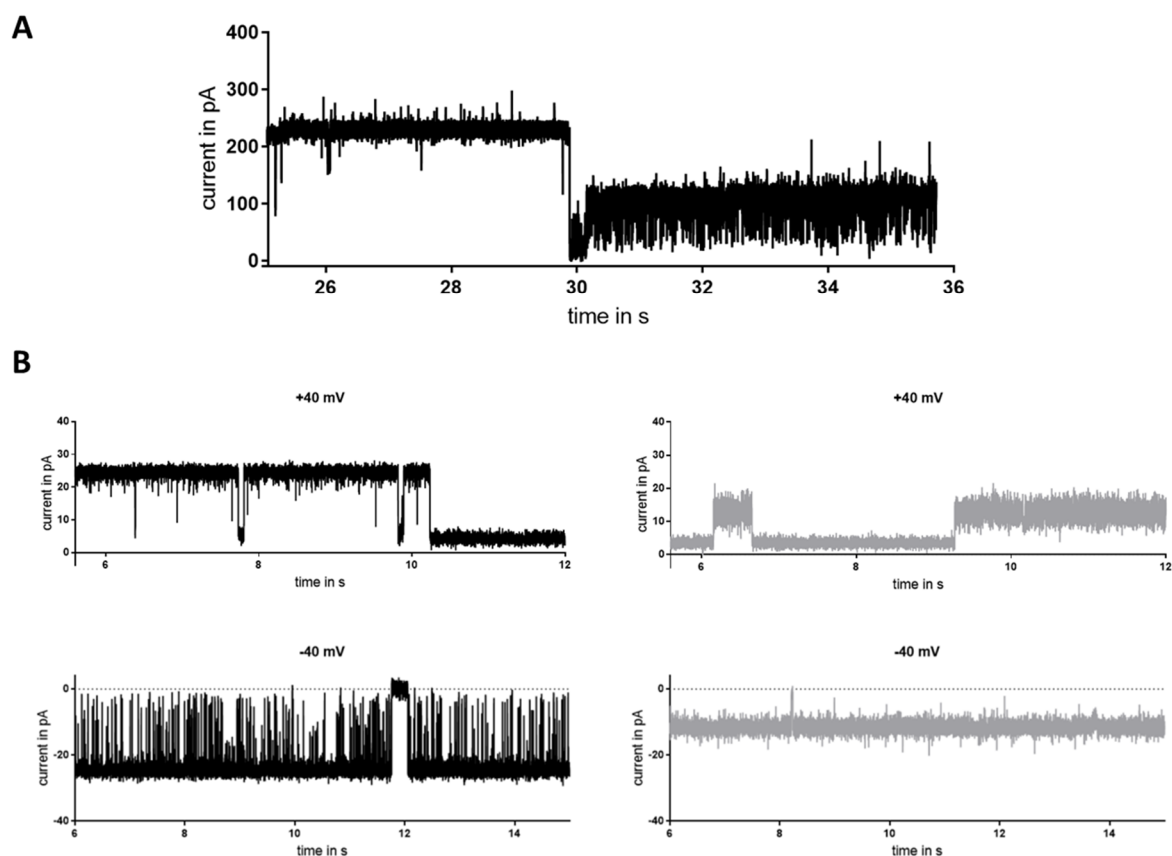 A
400
300
200
100
0
current in pA
26 28 30 32 34 36
time in s
B
+40 mV
40
30
20
10
0
current in pA
6 8 10 12
time in s
+40 mV
40
30
20
10
0
current in pA
6 8 10 12
time in s
-40 mV
0
-20
-40
current in pA
6 8 10 12 14
time in s
-40 mV
0
-20
-40
current in pA
6 8 10 12 14
time in s